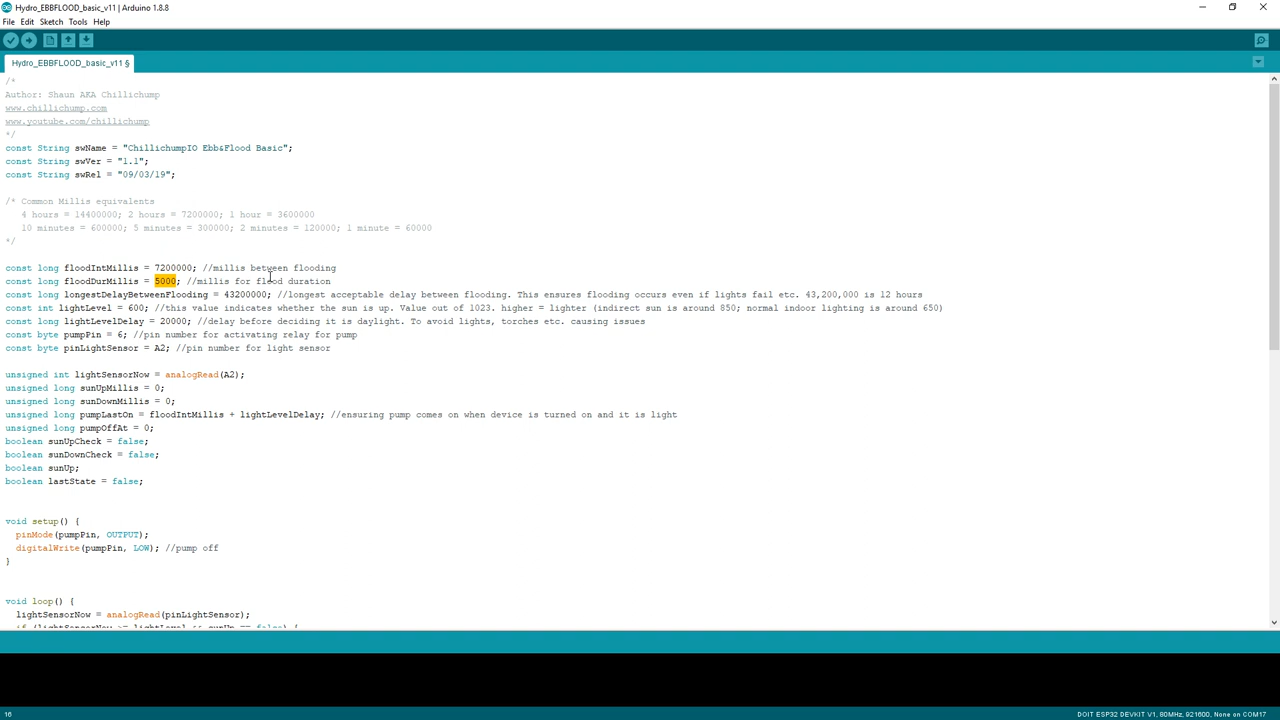 Hydro_EBBFLOOD_basic_v11 | Arduino 1.8.8
File Edit Sketch Tools Help
Hydro_EBBFLOOD_basic_v11 §
/*
Author: Shaun AKA Chillichump
www.chillichump.com
www.youtube.com/chillichump
*/
const String swName = "ChillichumpIO Ebb&Flood Basic";
const String swVer = "1.1";
const String swRel = "09/03/19";
/* Common Millis equivalents
4 hours = 14400000; 2 hours = 7200000; 1 hour = 3600000
10 minutes = 600000; 5 minutes = 300000; 2 minutes = 120000; 1 minute = 60000
*/
const long floodIntMillis = 7200000; //millis between flooding
const long floodDurMillis = 5000; //millis for flood duration
const long longestDelayBetweenFlooding = 43200000; //longest acceptable delay between flooding. This ensures flooding occurs even if lights fail etc. 43,200,000 is 12 hours
const int lightLevel = 600; //this value indicates whether the sun is up. Value out of 1023. higher = lighter (indirect sun is around 850; normal indoor lighting is around 650)
const long lightLevelDelay = 20000; //delay before deciding it is daylight. To avoid lights, torches etc. causing issues
const byte pumpPin = 6; //pin number for activating relay for pump
const byte pinLightSensor = A2; //pin number for light sensor
unsigned int lightSensorNow = analogRead(A2);
unsigned long sunUpMillis = 0;
unsigned long sunDownMillis = 0;
unsigned long pumpLastOn = floodIntMillis + lightLevelDelay; //ensuring pump comes on when device is turned on and it is light
unsigned long pumpOffAt = 0;
boolean sunUpCheck = false;
boolean sunDownCheck = false;
boolean sunUp;
boolean lastState = false;
void setup() {
pinMode(pumpPin, OUTPUT);
digitalWrite(pumpPin, LOW); //pump off
}
void loop() {
lightSensorNow = analogRead(pinLightSensor);
if (lightSensorNow >= lightLevel && sunUp == false) {
16
DOIT ESP32 DEVKIT V1, 80MHz, 921600, None on COM17